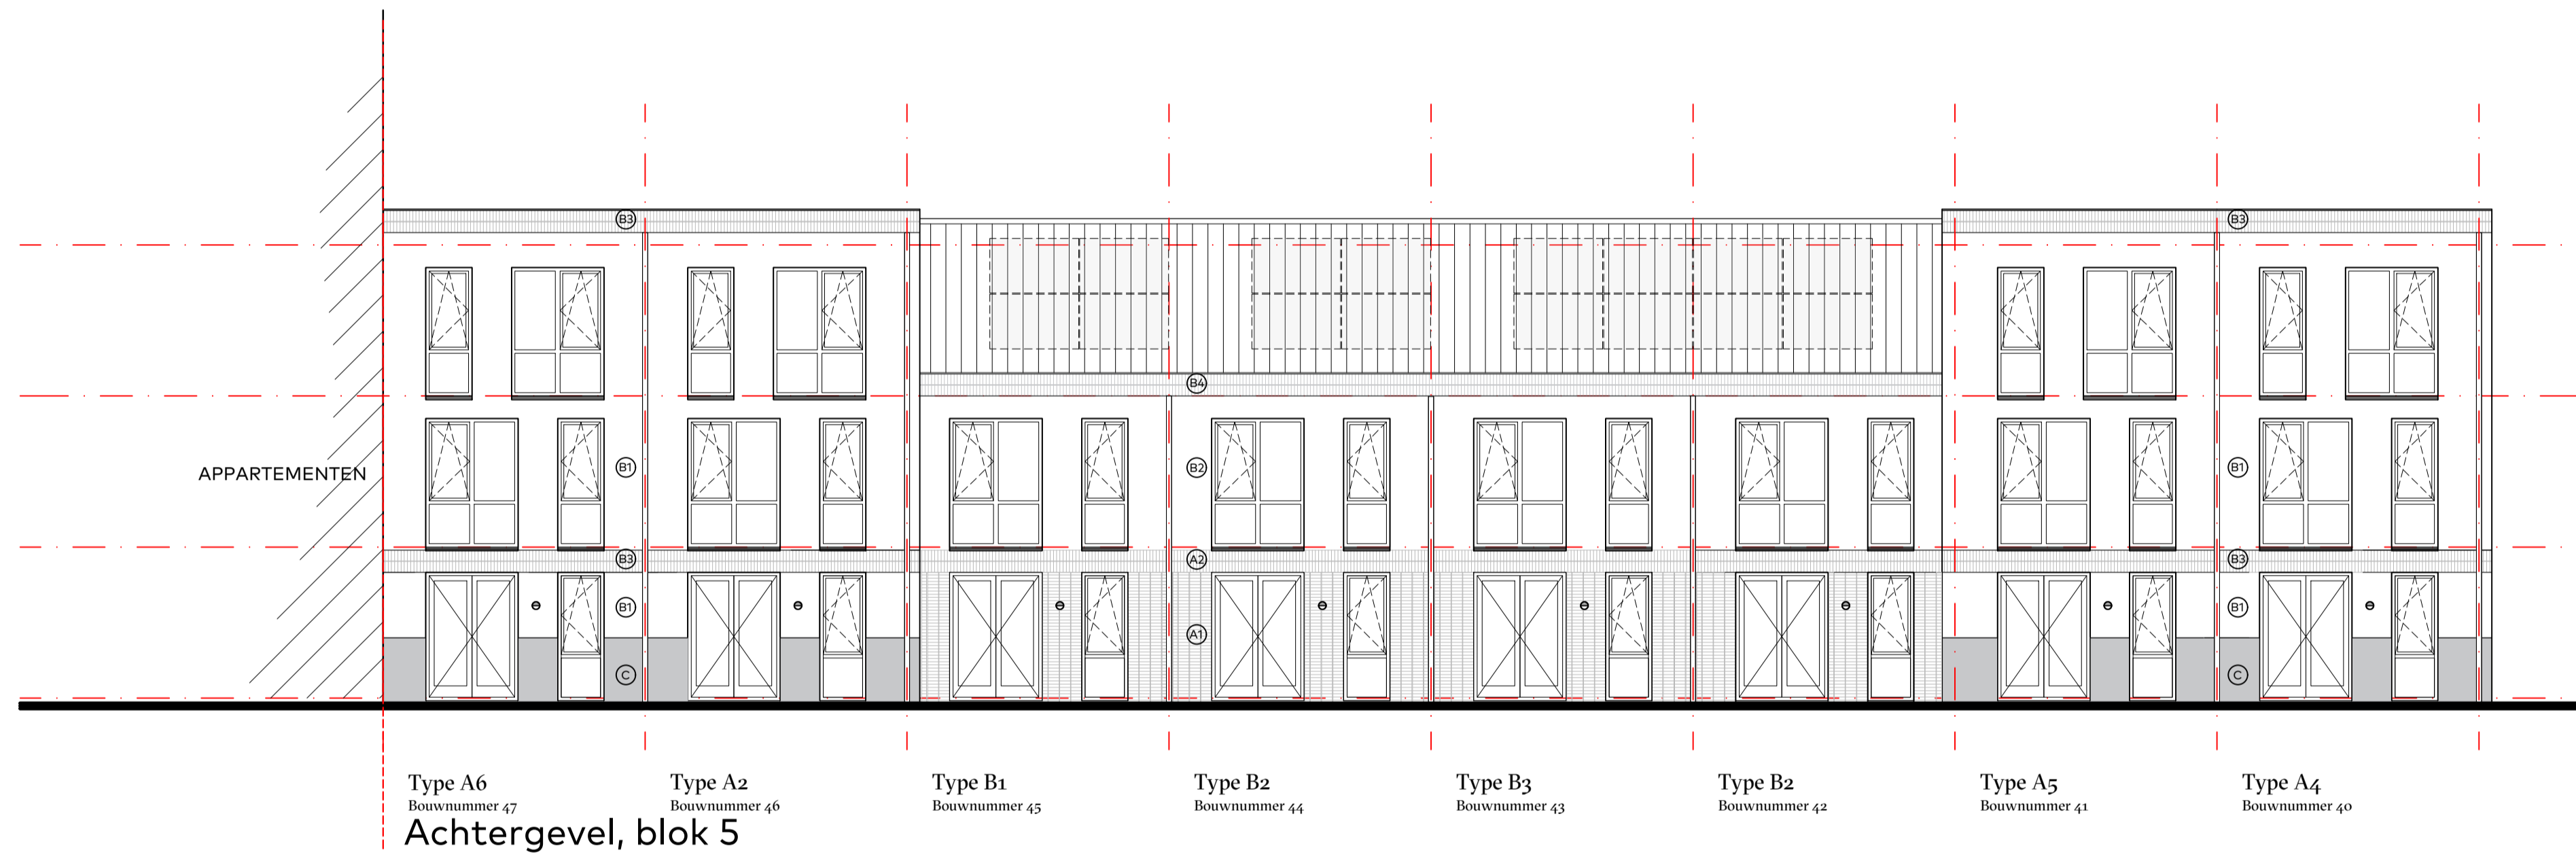 B3 B3
B4
APPARTEMENTEN
B1 B2 B1
B3 A2 B3
B1 B1
A1
C C
Type A6 Type A2 Type B1 Type B2 Type B3 Type B2 Type A5 Type A4
Bouwnummer 47 Bouwnummer 46 Bouwnummer 45 Bouwnummer 44 Bouwnummer 43 Bouwnummer 42 Bouwnummer 41 Bouwnummer 40
Achtergevel, blok 5